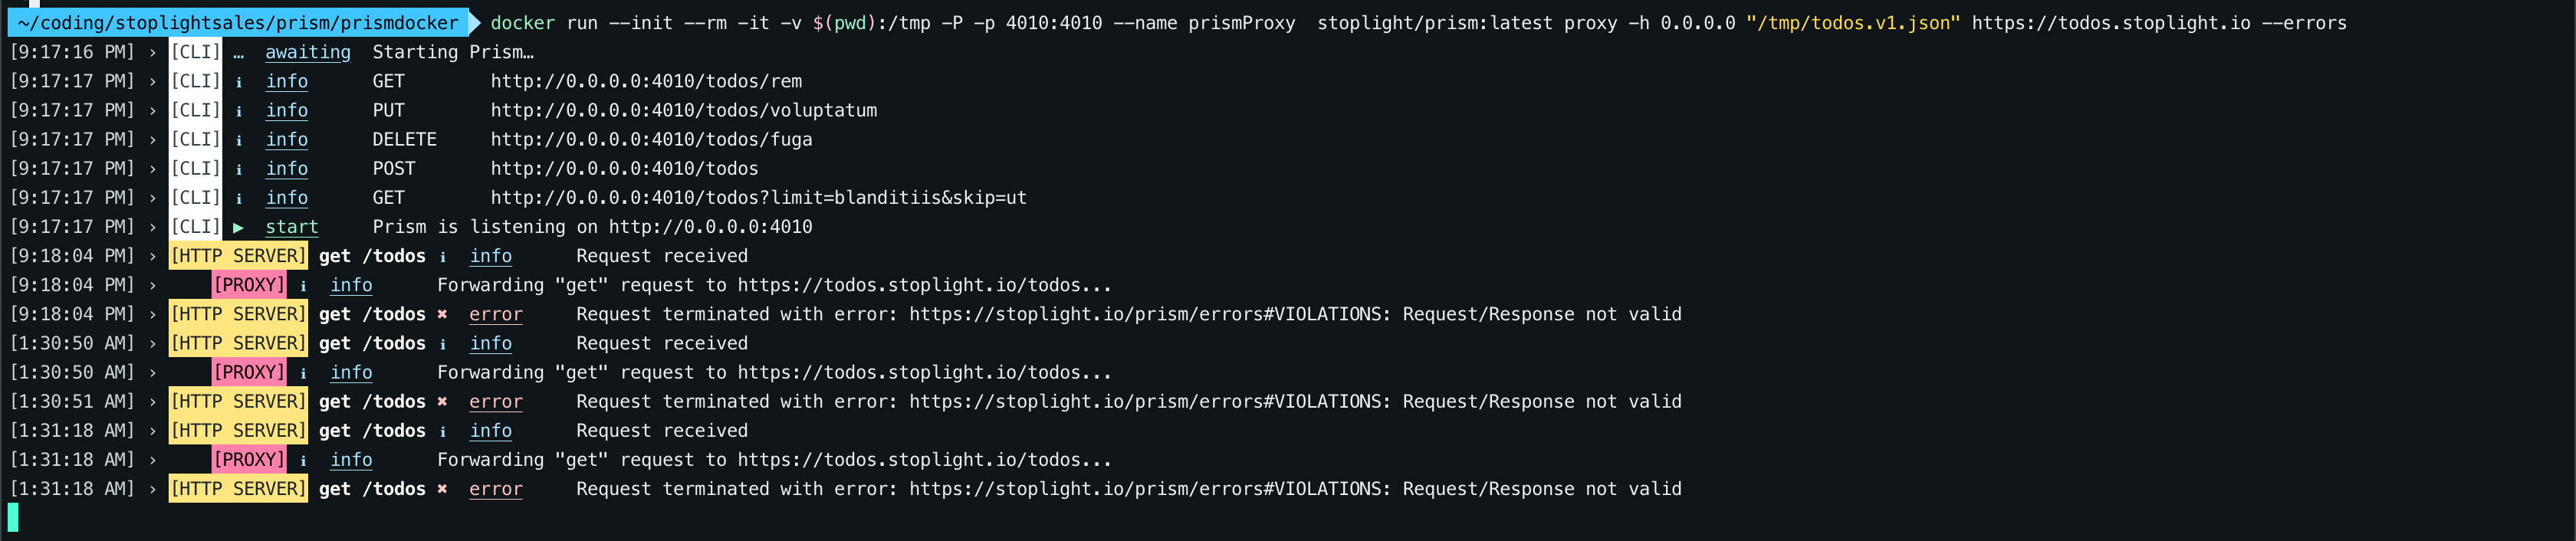 ~/coding/stoplightsales/prism/prismdocker docker run --init --rm -it -v $(pwd):/tmp -P -p 4010:4010 --name prismProxy  stoplight/prism:latest proxy -h 0.0.0.0 "/tmp/todos.v1.json" https://todos.stoplight.io --errors
[9:17:16 PM] › [CLI] … awaiting Starting Prism…
[9:17:17 PM] › [CLI] ℹ info GET http://0.0.0.0:4010/todos/rem
[9:17:17 PM] › [CLI] ℹ info PUT http://0.0.0.0:4010/todos/voluptatum
[9:17:17 PM] › [CLI] ℹ info DELETE http://0.0.0.0:4010/todos/fuga
[9:17:17 PM] › [CLI] ℹ info POST http://0.0.0.0:4010/todos
[9:17:17 PM] › [CLI] ℹ info GET http://0.0.0.0:4010/todos?limit=blanditiis&skip=ut
[9:17:17 PM] › [CLI] ▶ start Prism is listening on http://0.0.0.0:4010
[9:18:04 PM] › [HTTP SERVER] get /todos ℹ info Request received
[9:18:04 PM] › [PROXY] ℹ info Forwarding "get" request to https://todos.stoplight.io/todos...
[9:18:04 PM] › [HTTP SERVER] get /todos ✖ error Request terminated with error: https://stoplight.io/prism/errors#VIOLATIONS: Request/Response not valid
[1:30:50 AM] › [HTTP SERVER] get /todos ℹ info Request received
[1:30:50 AM] › [PROXY] ℹ info Forwarding "get" request to https://todos.stoplight.io/todos...
[1:30:51 AM] › [HTTP SERVER] get /todos ✖ error Request terminated with error: https://stoplight.io/prism/errors#VIOLATIONS: Request/Response not valid
[1:31:18 AM] › [HTTP SERVER] get /todos ℹ info Request received
[1:31:18 AM] › [PROXY] ℹ info Forwarding "get" request to https://todos.stoplight.io/todos...
[1:31:18 AM] › [HTTP SERVER] get /todos ✖ error Request terminated with error: https://stoplight.io/prism/errors#VIOLATIONS: Request/Response not valid